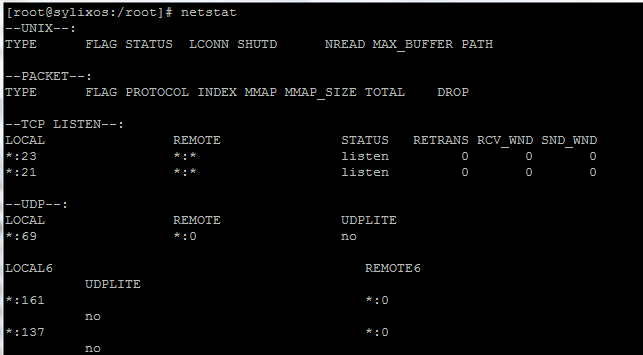 [root@sylixos:/root]# netstat
--UNIX--:
TYPE FLAG STATUS LCONN SHUTD NREAD MAX_BUFFER PATH
--PACKET--:
TYPE FLAG PROTOCOL INDEX MMAP MMAP_SIZE TOTAL DROP
--TCP LISTEN--:
LOCAL REMOTE STATUS RETRANS RCV_WND SND_WND
*:23 *:* listen 0 0 0
*:21 *:* listen 0 0 0
--UDP--:
LOCAL REMOTE UDPLITE
*:69 *:0 no
LOCAL6 REMOTE6
UDPLITE
*:161 *:0
no
*:137 *:0
no